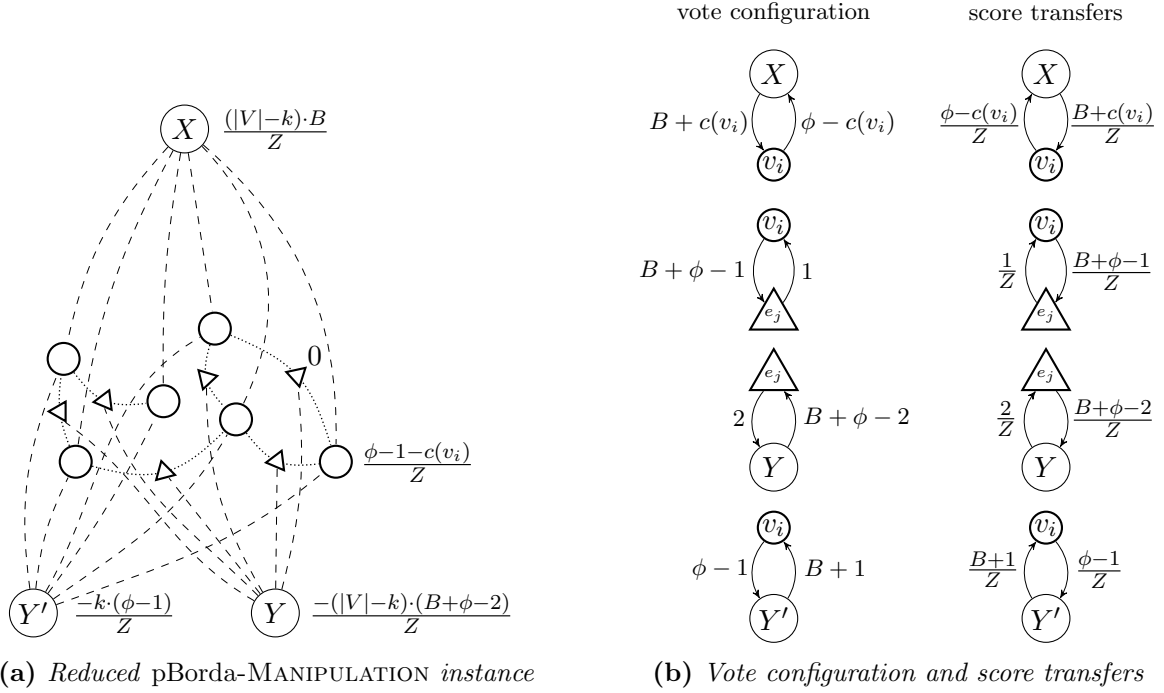 vote configuration
score transfers
X
(|V|−k)·B
Z
0
ϕ−1−c(v_i)
Z
Y′
−k·(ϕ−1)
Z
Y
−(|V|−k)·(B+ϕ−2)
Z
X
B + c(v_i)
ϕ − c(v_i)
v_i
X
ϕ−c(v_i)
Z
B+c(v_i)
Z
v_i
v_i
B + ϕ − 1
1
e_j
v_i
1
Z
B+ϕ−1
Z
e_j
e_j
2
B + ϕ − 2
Y
e_j
2
Z
B+ϕ−2
Z
Y
v_i
ϕ − 1
B + 1
Y′
v_i
B+1
Z
ϕ−1
Z
Y′
(a) Reduced pBorda-MANIPULATION instance
(b) Vote configuration and score transfers